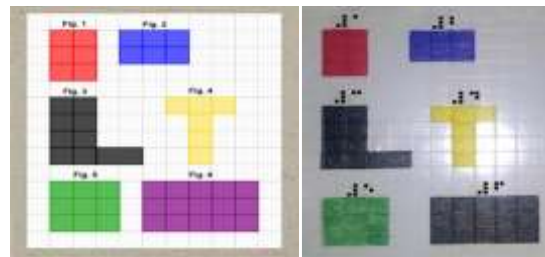 Fig. 1 Fig. 2
Fig. 3 Fig. 4
Fig. 5 Fig. 6
⠼⠁ ⠼⠃
⠼⠉ ⠼⠙
⠼⠑ ⠼⠋